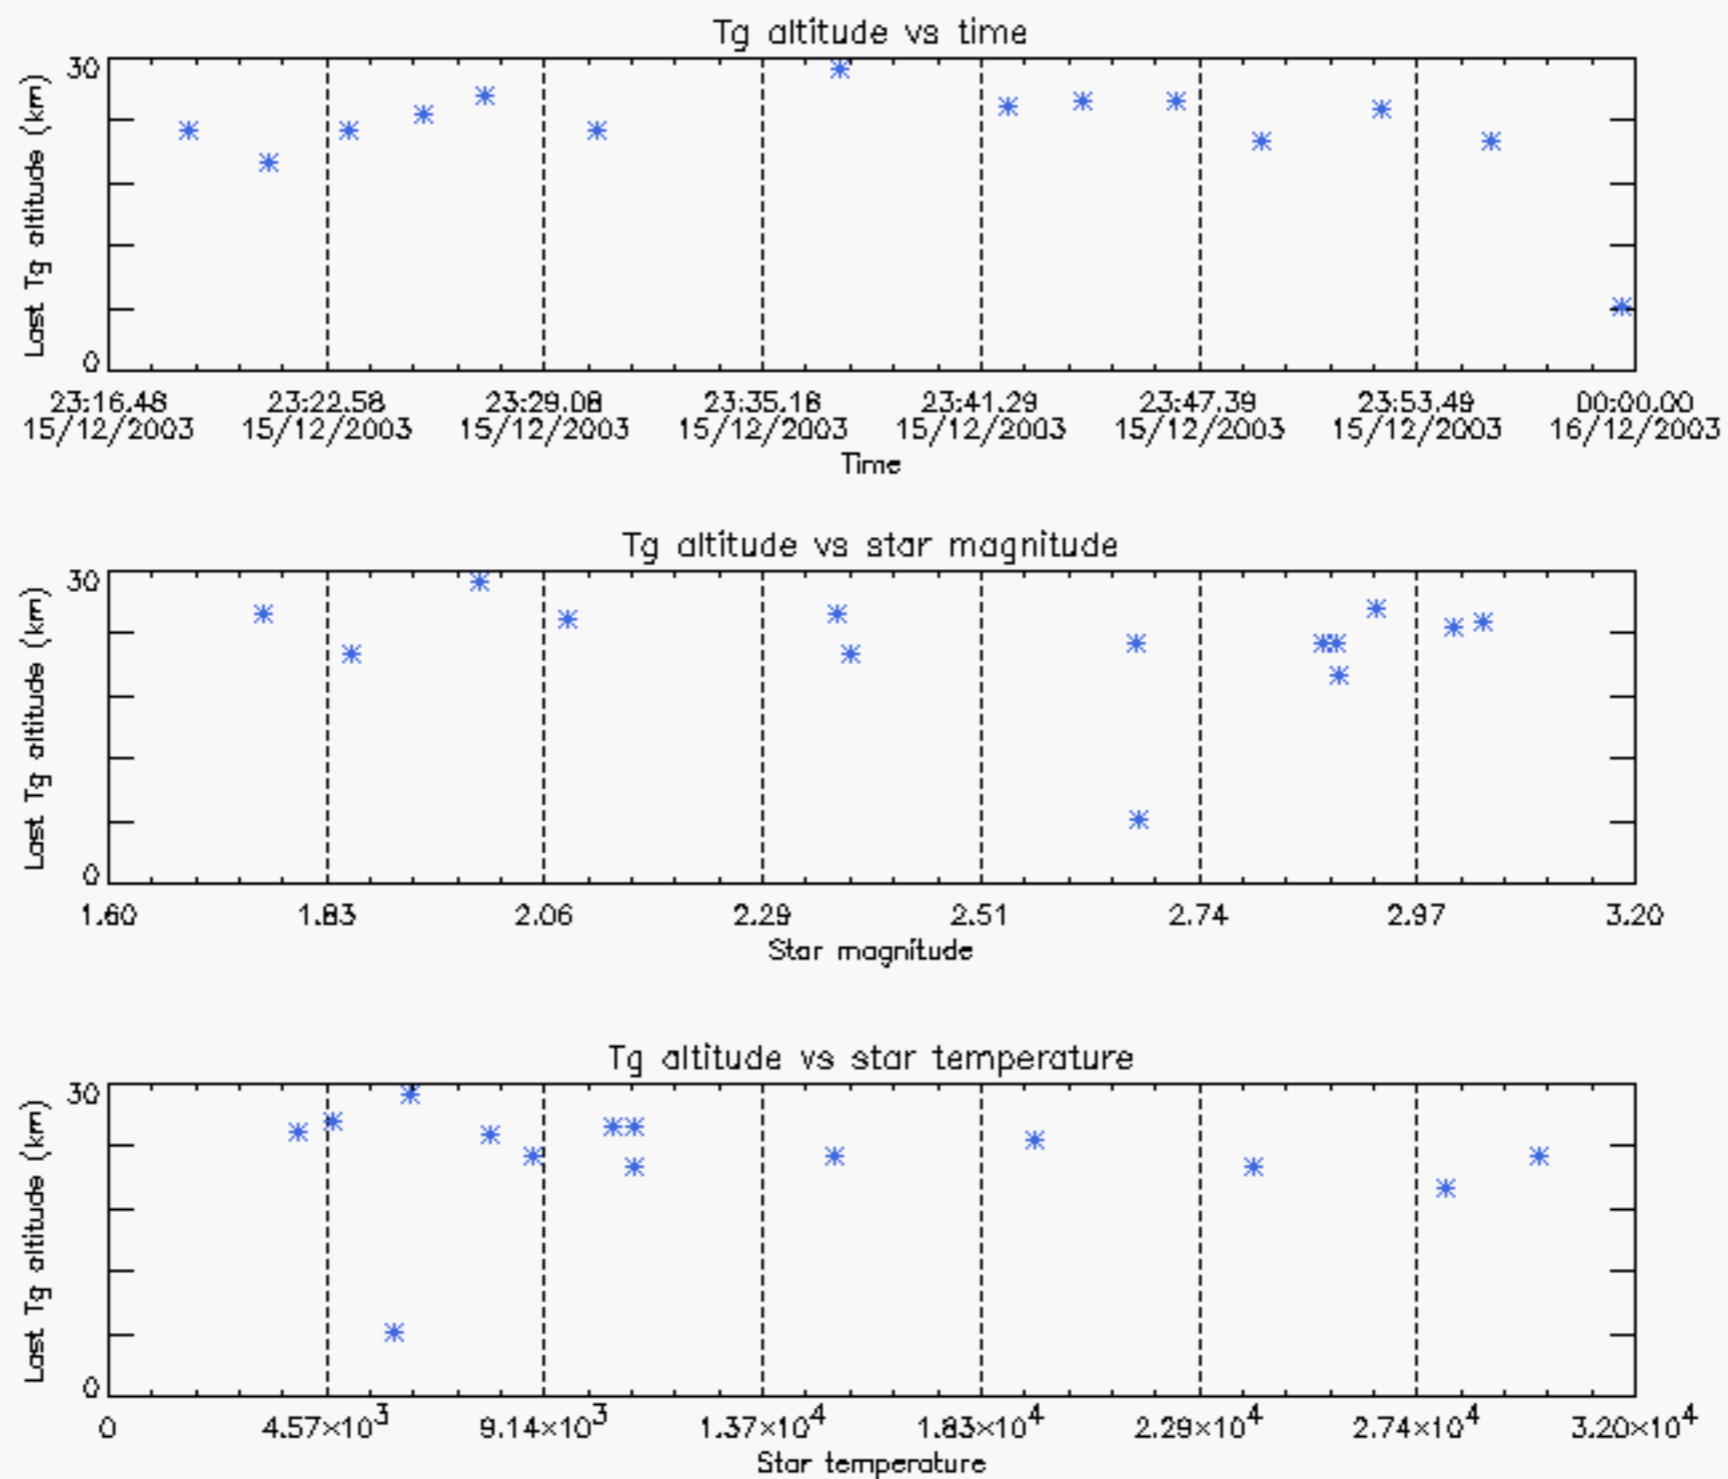 Tg altitude vs time
Last Tg altitude (km)
30
0
23:16.48 23:22.58 23:29.08 23:35.18 23:41.29 23:47.39 23:53.49 00:00.00
15/12/2003 15/12/2003 15/12/2003 15/12/2003 15/12/2003 15/12/2003 15/12/2003 16/12/2003
Time
Tg altitude vs star magnitude
Last Tg altitude (km)
30
0
1.60 1.83 2.06 2.29 2.51 2.74 2.97 3.20
Star magnitude
Tg altitude vs star temperature
Last Tg altitude (km)
30
0
0 4.57×10³ 9.14×10³ 1.37×10⁴ 1.83×10⁴ 2.29×10⁴ 2.74×10⁴ 3.20×10⁴
Star temperature